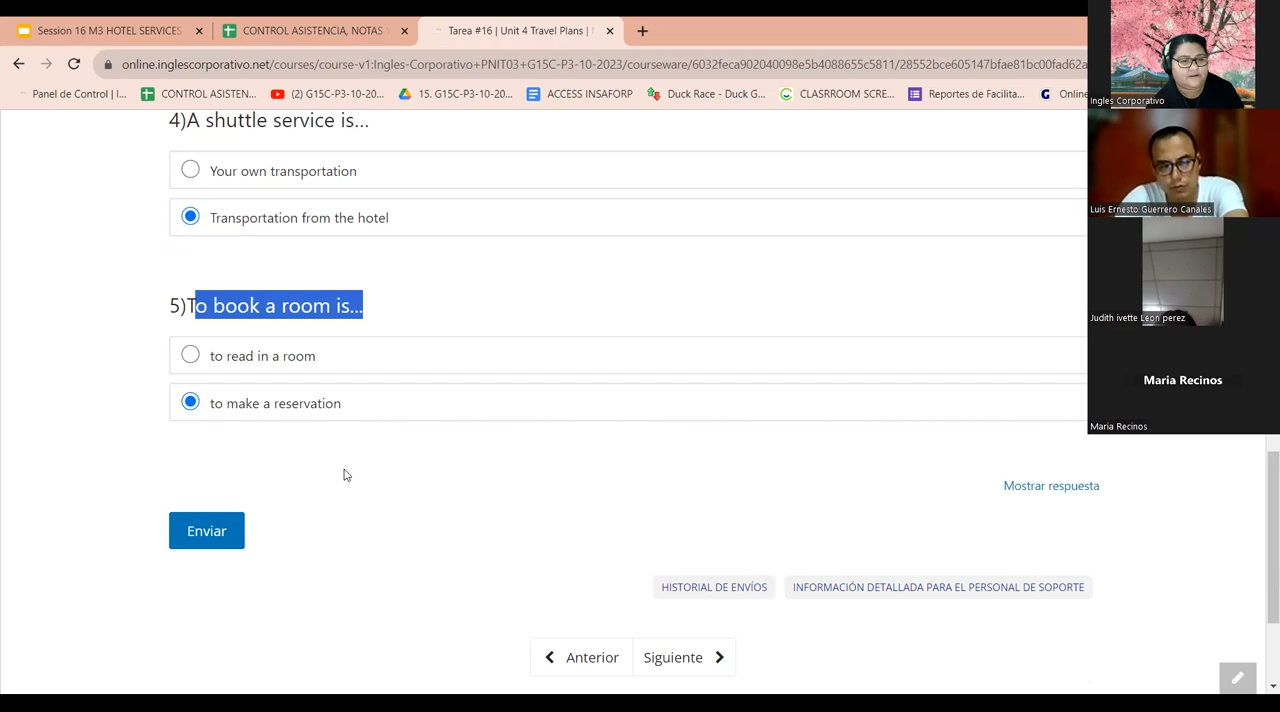 Session 16 M3 HOTEL SERVICES
CONTROL ASISTENCIA, NOTAS
Tarea #16 | Unit 4 Travel Plans |
online.inglescorporativo.net/courses/course-v1:Ingles-Corporativo+PNIT03+G15C-P3-10-2023/courseware/6032feca902040098e5b4088655c5811/28552bce605147bfae81bc00fad62a
Panel de Control | I...
CONTROL ASISTEN...
(2) G15C-P3-10-20...
15. G15C-P3-10-20...
ACCESS INSAFORP
Duck Race - Duck G...
CLASRROOM SCRE...
Reportes de Facilita...
Online
Ingles Corporativo
4)A shuttle service is...
Your own transportation
Transportation from the hotel
Luis Ernesto Guerrero Canales
5)To book a room is...
Judith ivette Leon perez
to read in a room
to make a reservation
Maria Recinos
Maria Recinos
Mostrar respuesta
Enviar
HISTORIAL DE ENVÍOS
INFORMACIÓN DETALLADA PARA EL PERSONAL DE SOPORTE
Anterior
Siguiente